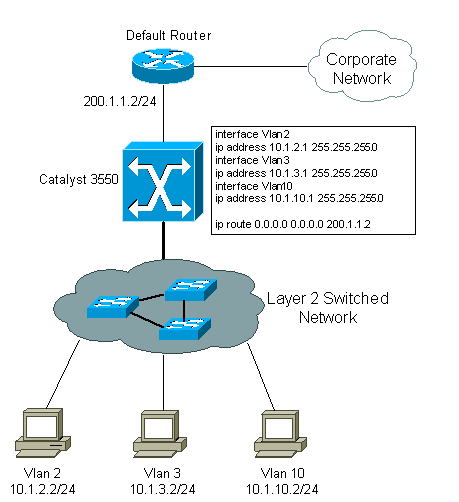 Default Router
Corporate
Network
200.1.1.2/24
Catalyst 3550
interface Vlan2
ip address 10.1.2.1 255.255.255.0
interface Vlan3
ip address 10.1.3.1 255.255.255.0
interface Vlan10
ip address 10.1.10.1 255.255.255.0
ip route 0.0.0.0 0.0.0.0 200.1.1.2
Layer 2 Switched
Network
Vlan 2
10.1.2.2/24
Vlan 3
10.1.3.2/24
Vlan 10
10.1.10.2/24